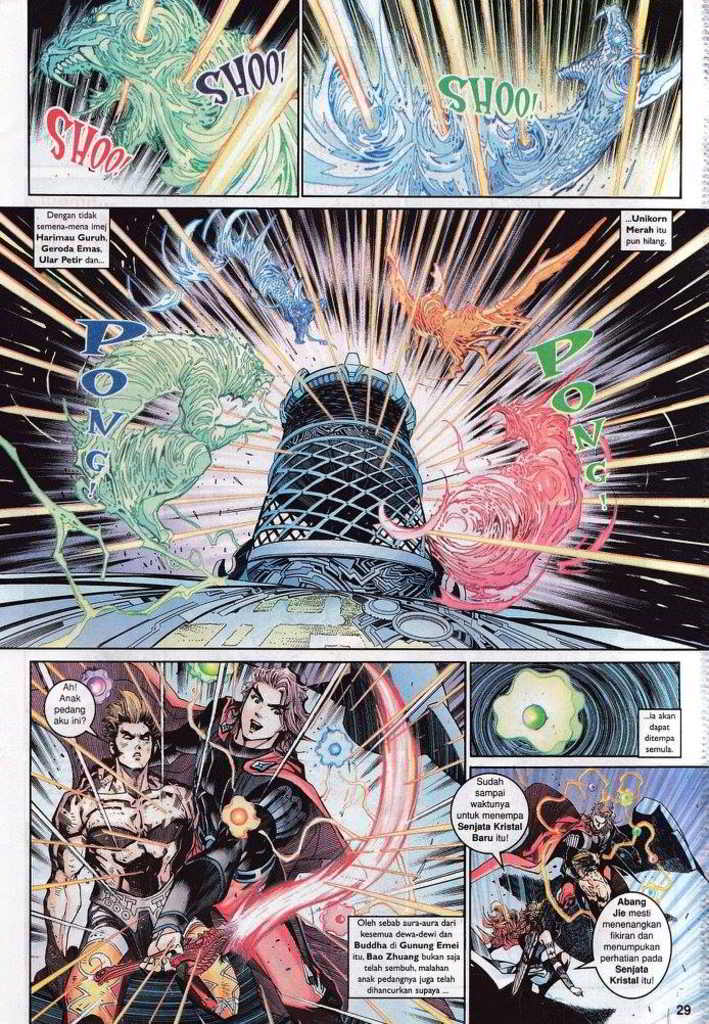 SHOO!
SHOO!
SHOO!
Dengan tidak
semena-mena imej
Harimau Guruh,
Geroda Emas,
Ular Petir dan...
...Unikorn
Merah itu
pun hilang.
PONG!
PONG!
Ah!
Anak
pedang
aku ini?
Oleh sebab aura-aura dari
kesemua dewa-dewi dan
Buddha di Gunung Emei
itu, Bao Zhuang bukan saja
telah sembuh, malahan
anak pedangnya juga telah
dihancurkan supaya ...
...ia akan
dapat
ditempa
semula.
Sudah
sampai
waktunya
untuk menempa
Senjata Kristal
Baru itu!
Abang
Jie mesti
menenangkan
fikiran dan
menumpukan
perhatian pada
Senjata
Kristal itu!
29